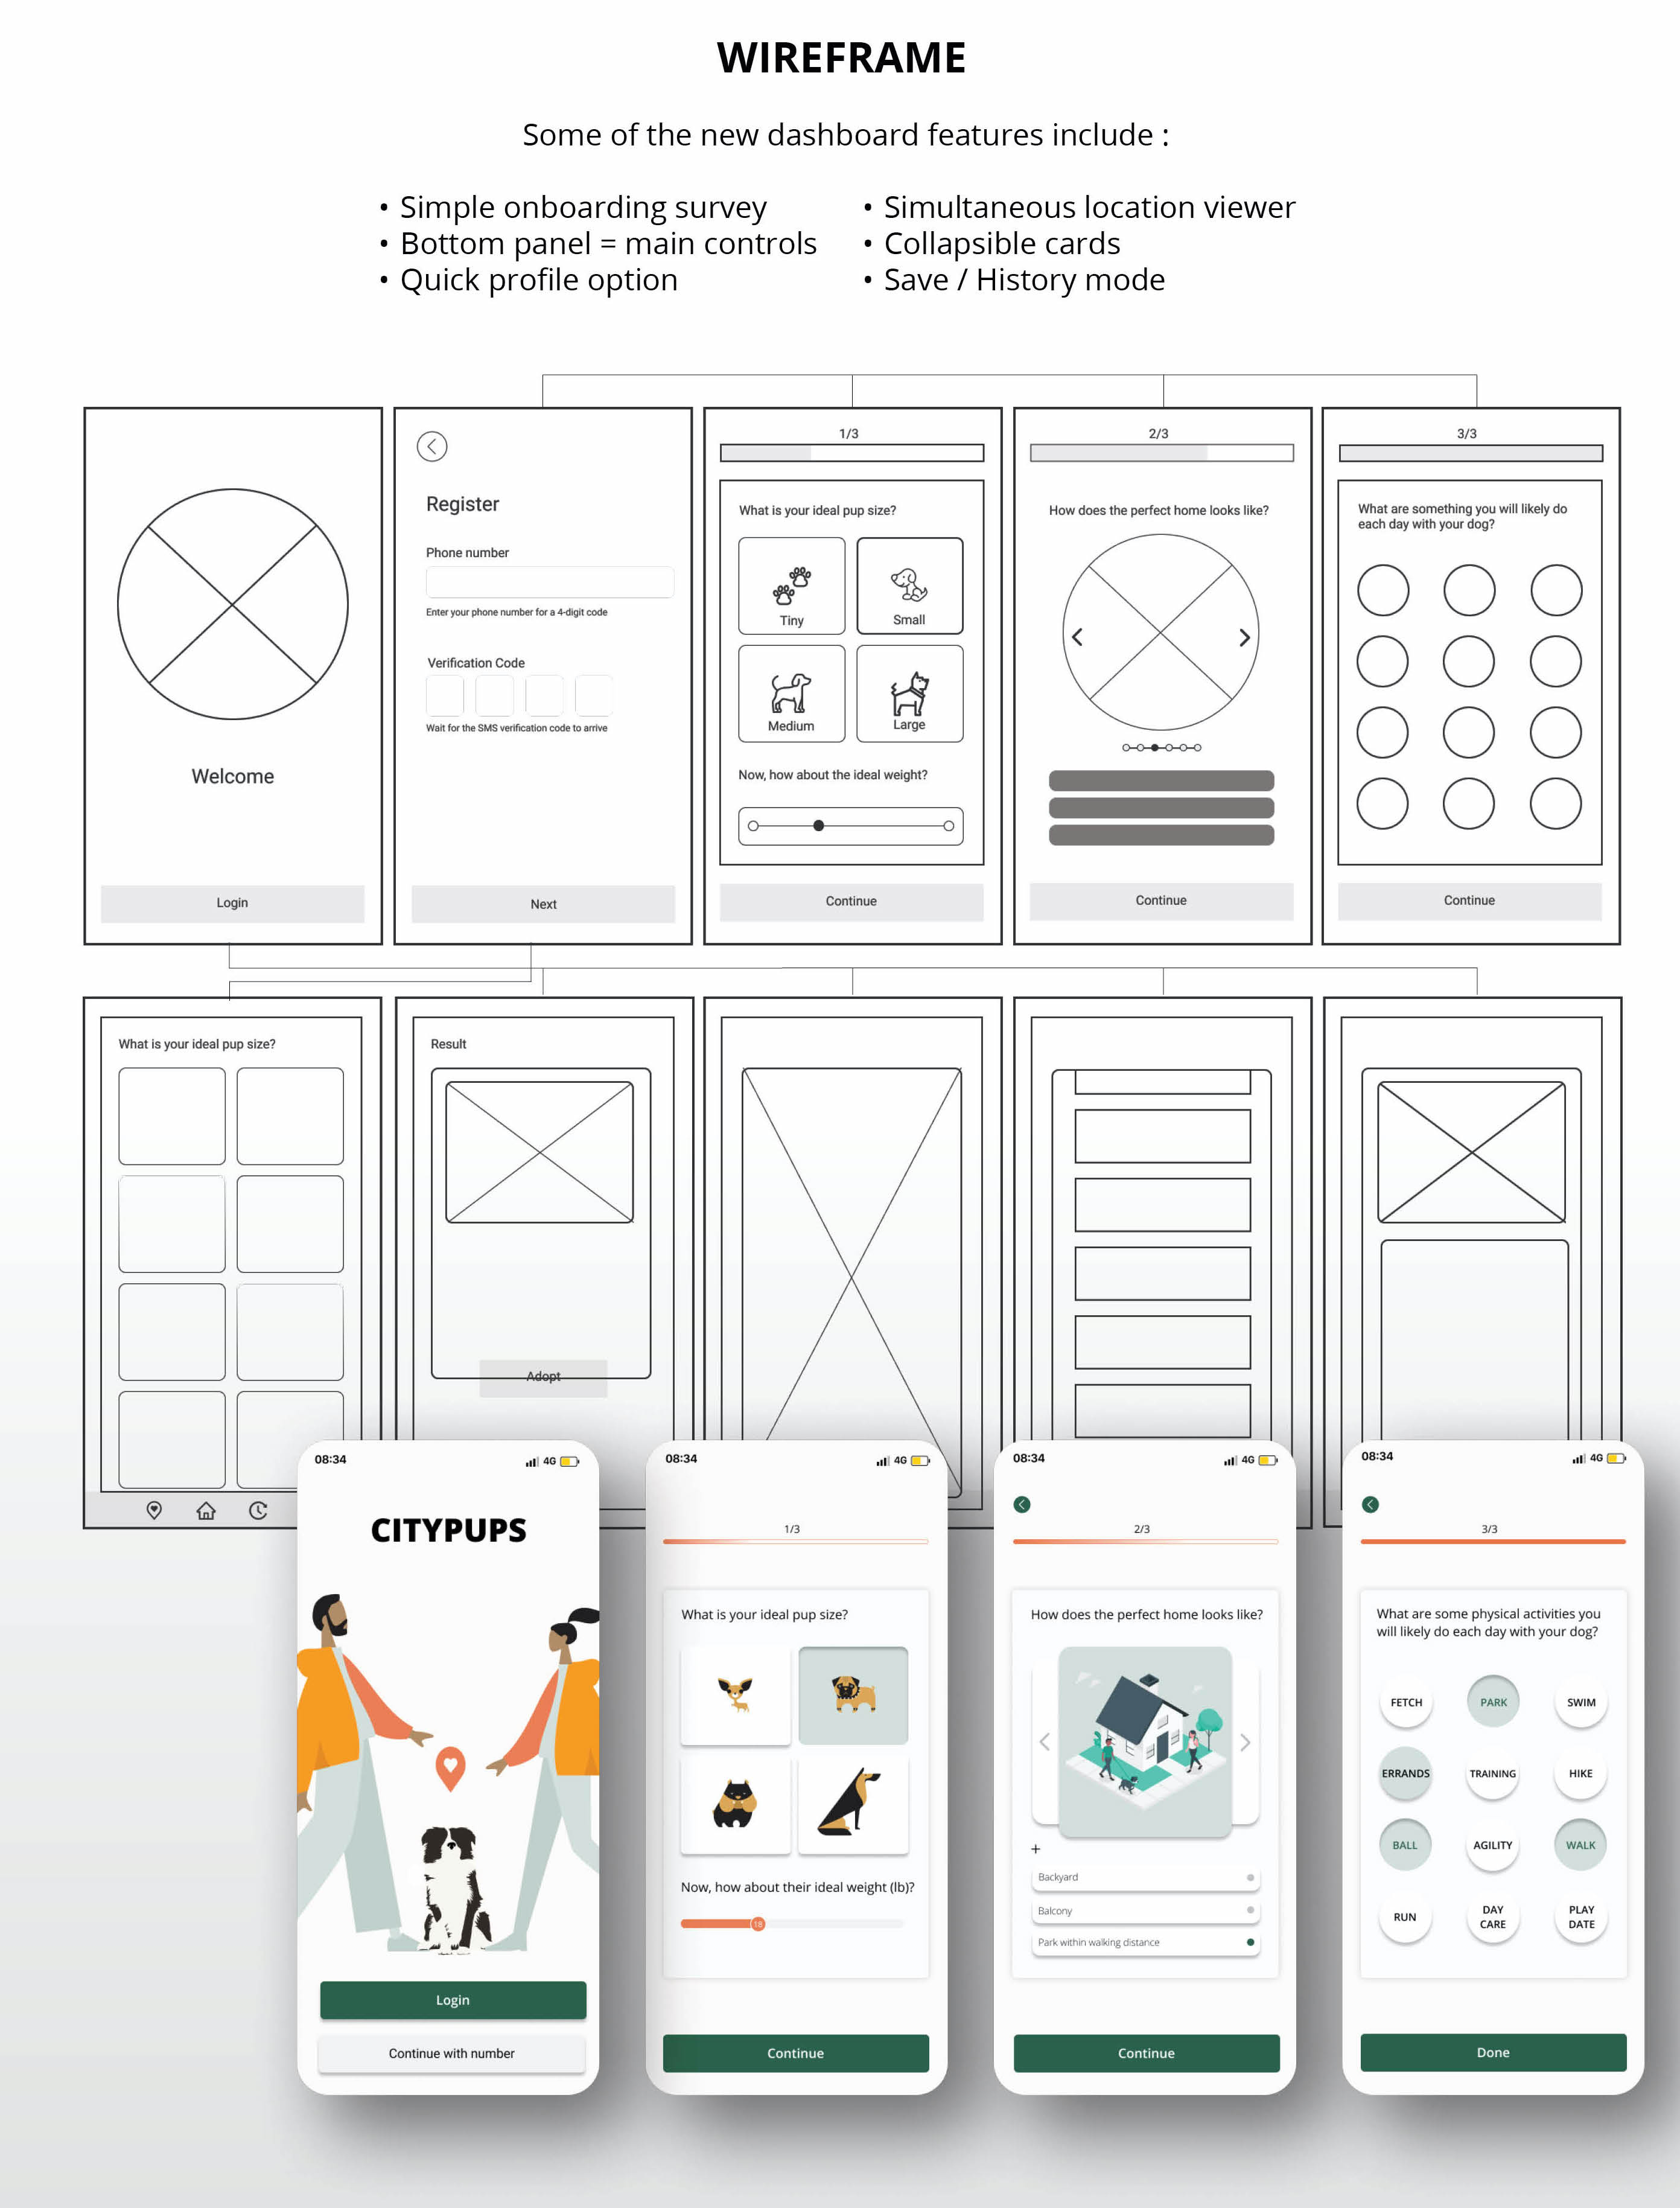 WIREFRAME
Some of the new dashboard features include :
• Simple onboarding survey
• Bottom panel = main controls
• Quick profile option
• Simultaneous location viewer
• Collapsible cards
• Save / History mode
Welcome
Login
Register
Phone number
Enter your phone number for a 4-digit code
Verification Code
Wait for the SMS verification code to arrive
Next
1/3
What is your ideal pup size?
Tiny
Small
Medium
Large
Now, how about the ideal weight?
Continue
2/3
How does the perfect home looks like?
Continue
3/3
What are something you will likely do
each day with your dog?
Continue
What is your ideal pup size?
Result
Adopt
08:34
4G
CITYPUPS
Login
Continue with number
08:34
4G
1/3
What is your ideal pup size?
Now, how about their ideal weight (lb)?
18
Continue
08:34
4G
2/3
How does the perfect home looks like?
+
Backyard
Balcony
Park within walking distance
Continue
08:34
4G
3/3
What are some physical activities you
will likely do each day with your dog?
FETCH
PARK
SWIM
ERRANDS
TRAINING
HIKE
BALL
AGILITY
WALK
RUN
DAY
CARE
PLAY
DATE
Done